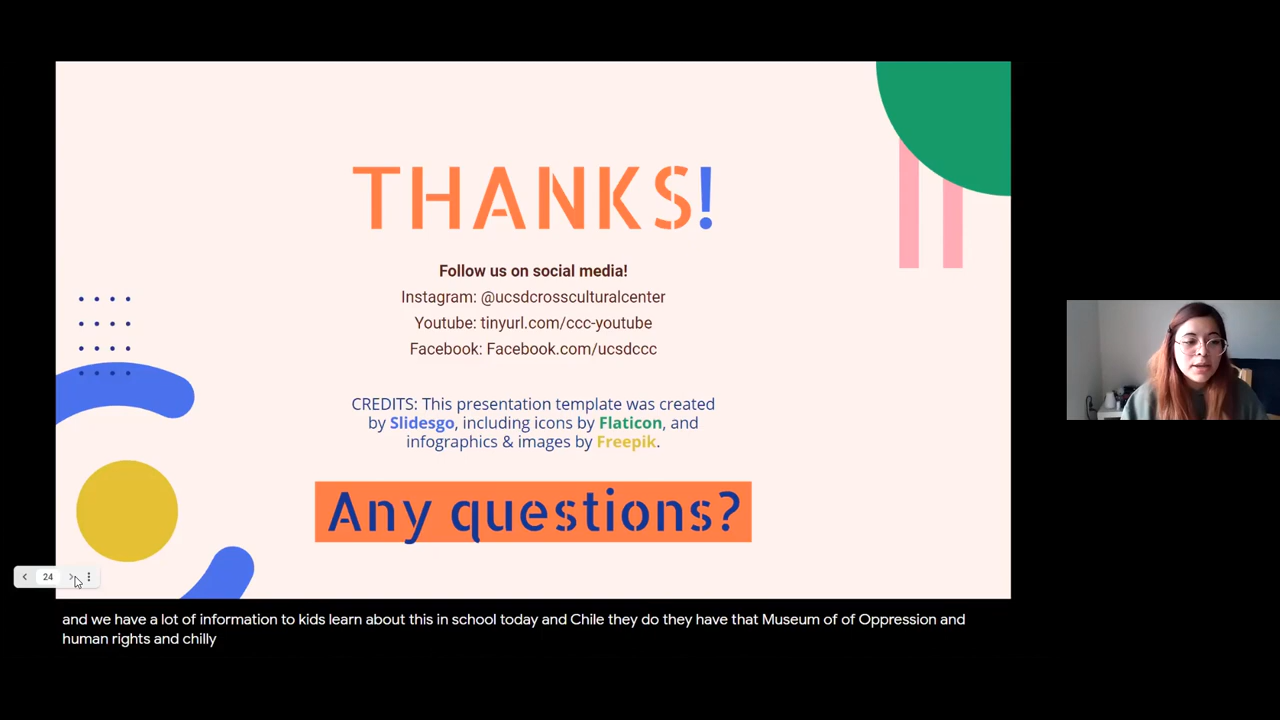 THANKS!
Follow us on social media!
Instagram: @ucsdcrossculturalcenter
Youtube: tinyurl.com/ccc-youtube
Facebook: Facebook.com/ucsdccc
CREDITS: This presentation template was created
by Slidesgo, including icons by Flaticon, and
infographics & images by Freepik.
Any questions?
24
and we have a lot of information to kids learn about this in school today and Chile they do they have that Museum of of Oppression and
human rights and chilly